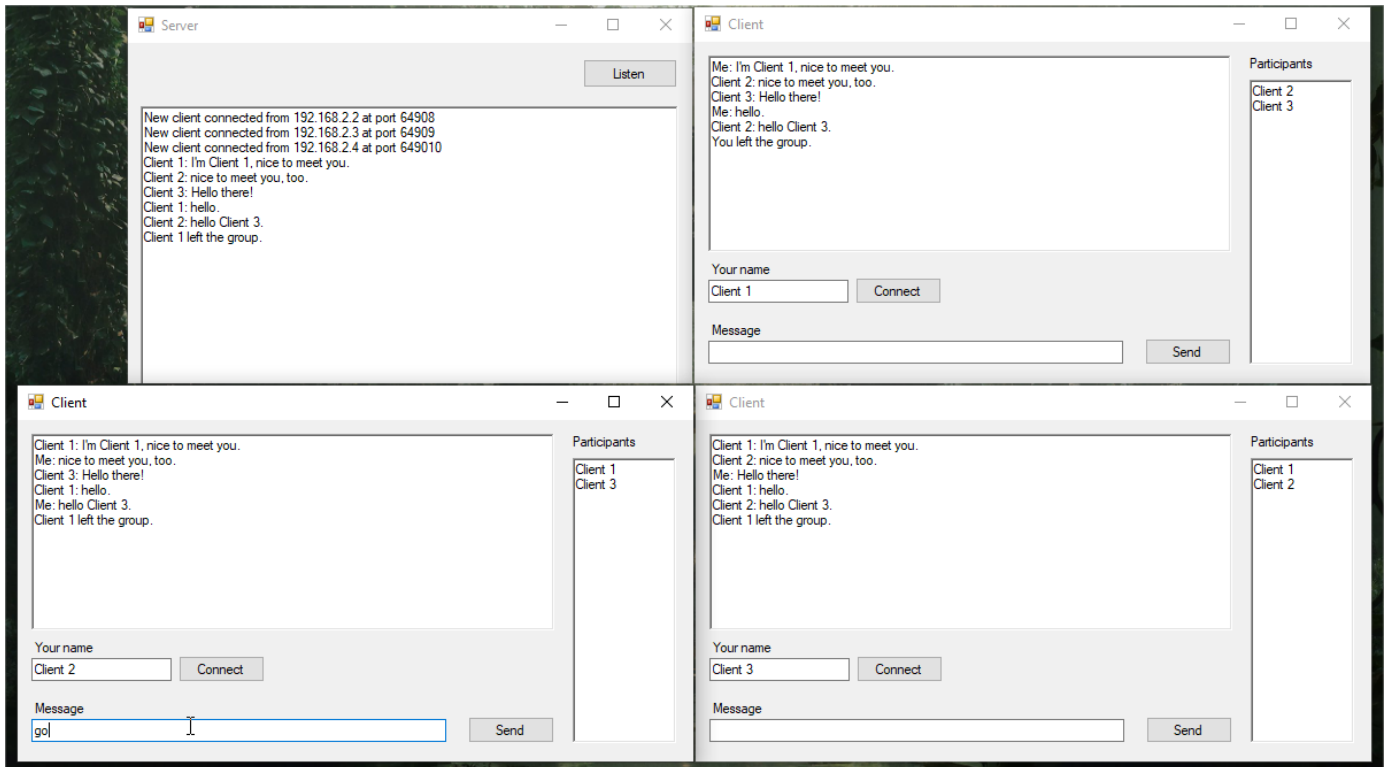 Server
Listen
New client connected from 192.168.2.2 at port 64908
New client connected from 192.168.2.3 at port 64909
New client connected from 192.168.2.4 at port 649010
Client 1: I'm Client 1, nice to meet you.
Client 2: nice to meet you, too.
Client 3: Hello there!
Client 1: hello.
Client 2: hello Client 3.
Client 1 left the group.
Client
Me: I'm Client 1, nice to meet you.
Client 2: nice to meet you, too.
Client 3: Hello there!
Me: hello.
Client 2: hello Client 3.
You left the group.
Participants
Client 2
Client 3
Your name
Client 1
Connect
Message
Send
Client
Client 1: I'm Client 1, nice to meet you.
Me: nice to meet you, too.
Client 3: Hello there!
Client 1: hello.
Me: hello Client 3.
Client 1 left the group.
Participants
Client 1
Client 3
Your name
Client 2
Connect
Message
go
Send
Client
Client 1: I'm Client 1, nice to meet you.
Client 2: nice to meet you, too.
Me: Hello there!
Client 1: hello.
Client 2: hello Client 3.
Client 1 left the group.
Participants
Client 1
Client 2
Your name
Client 3
Connect
Message
Send